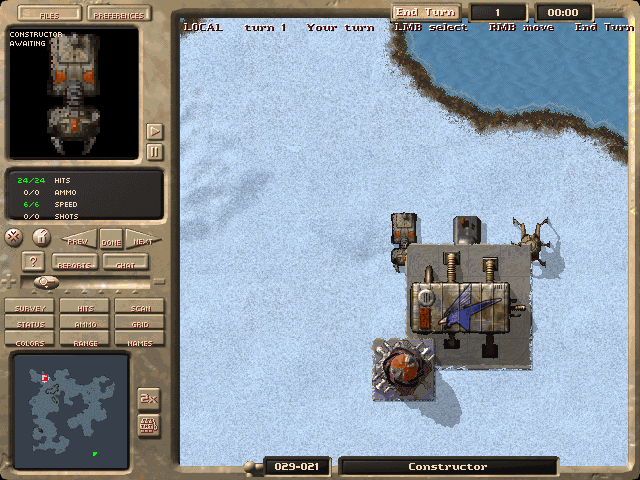 FILES
PREFERENCES
End Turn
1
00:00
LOCAL turn 1 Your turn LMB select RMB move End Turn
CONSTRUCTOR
AWAITING
24/24 HITS
0/0 AMMO
6/6 SPEED
0/0 SHOTS
PREV
DONE
NEXT
?
REPORTS
CHAT
SURVEY
HITS
SCAN
STATUS
AMMO
GRID
COLORS
RANGE
NAMES
2x
029-021
Constructor